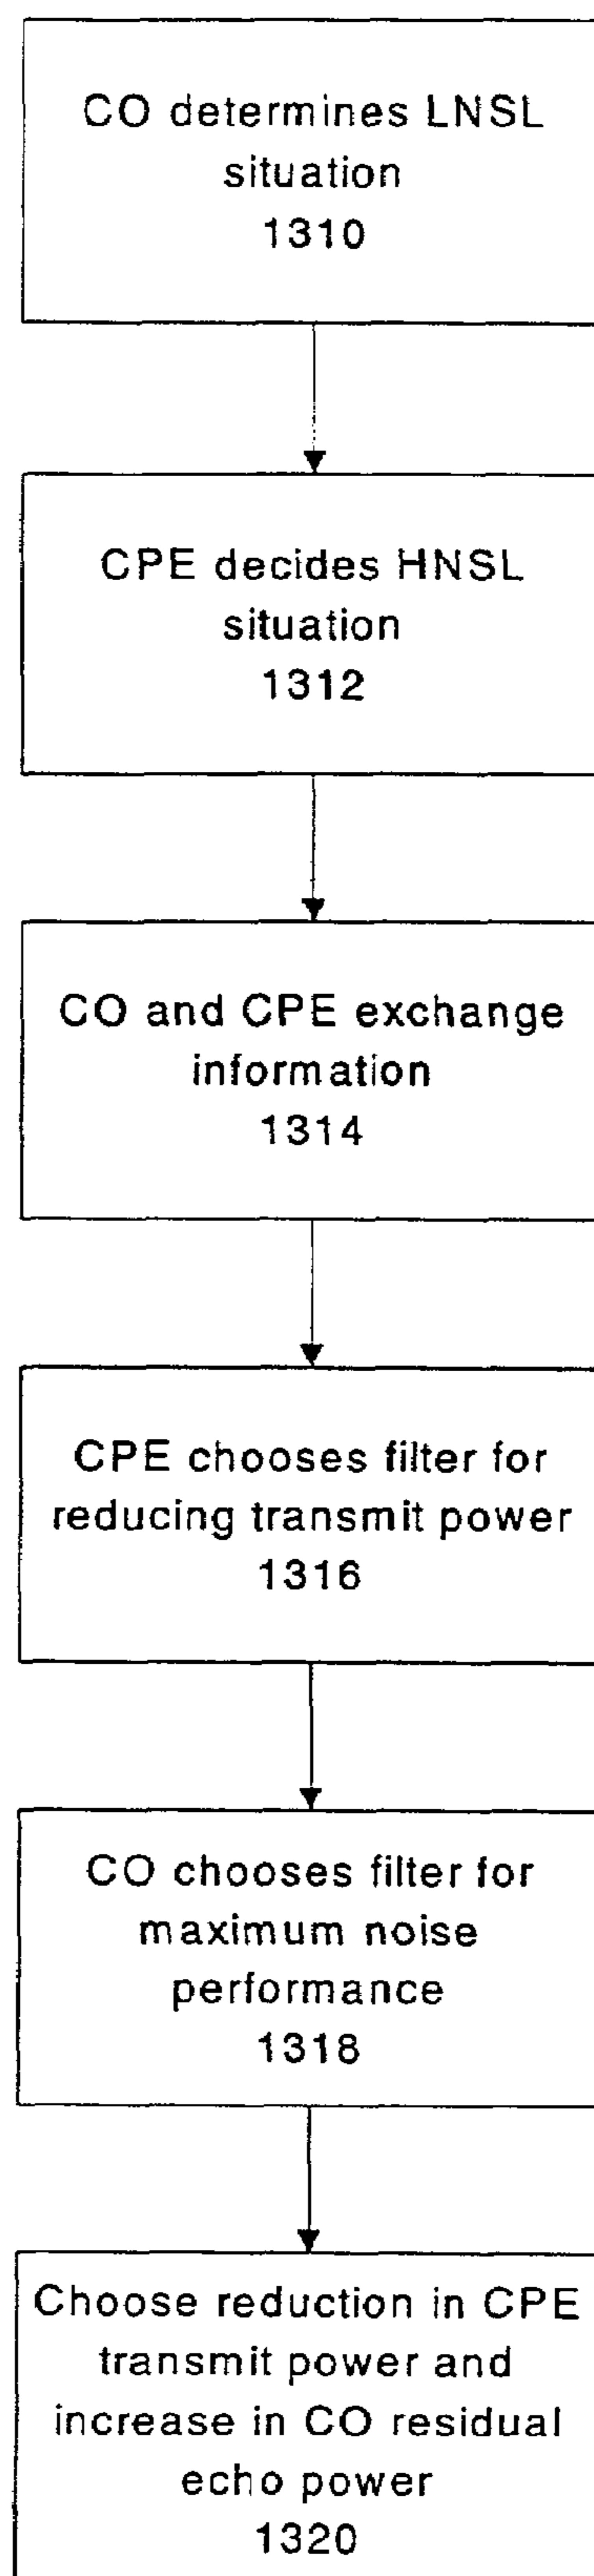 CO determines LNSL
situation
1310
CPE decides HNSL
situation
1312
CO and CPE exchange
information
1314
CPE chooses filter for
reducing transmit power
1316
CO chooses filter for
maximum noise
performance
1318
Choose reduction in CPE
transmit power and
increase in CO residual
echo power
1320